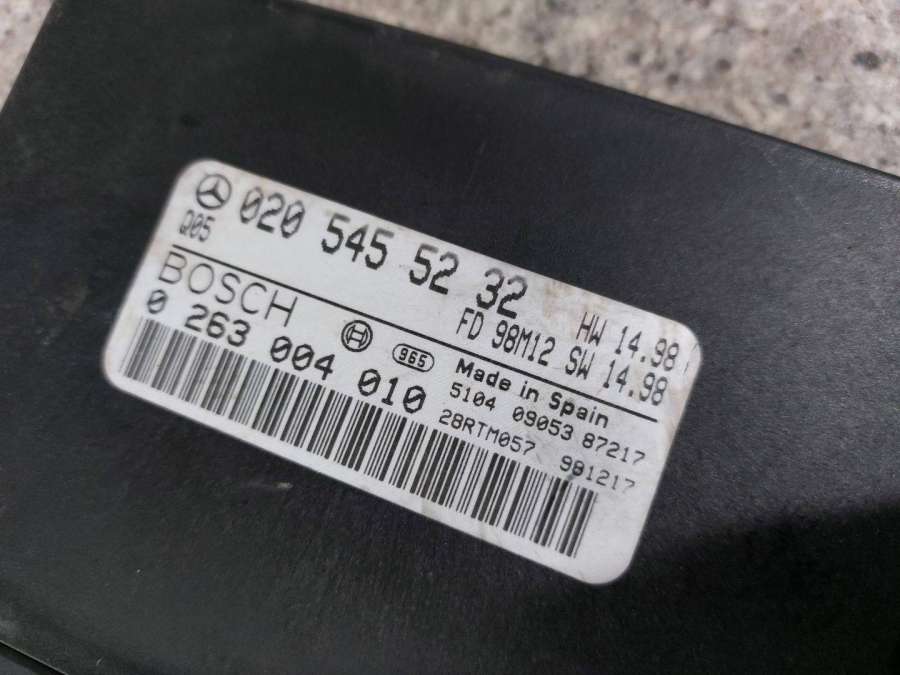 020 545 52 32
Q05 FD 98M12 HW 14.98
SW 14.98
BOSCH
965 Made in Spain
0 263 004 010 5104 09053 87217
28RTM057 981217